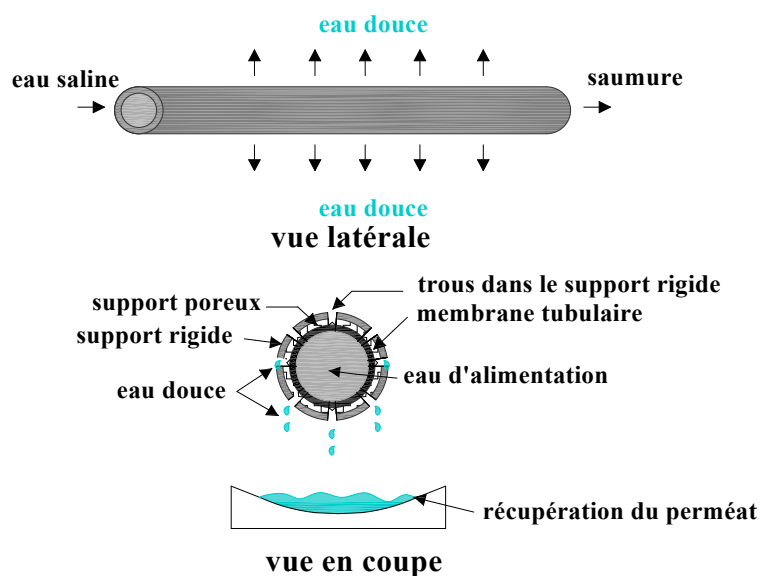 eau douce
eau saline
saumure
eau douce
vue latérale
trous dans le support rigide
support poreux
membrane tubulaire
support rigide
eau douce
eau d'alimentation
récupération du perméat
vue en coupe